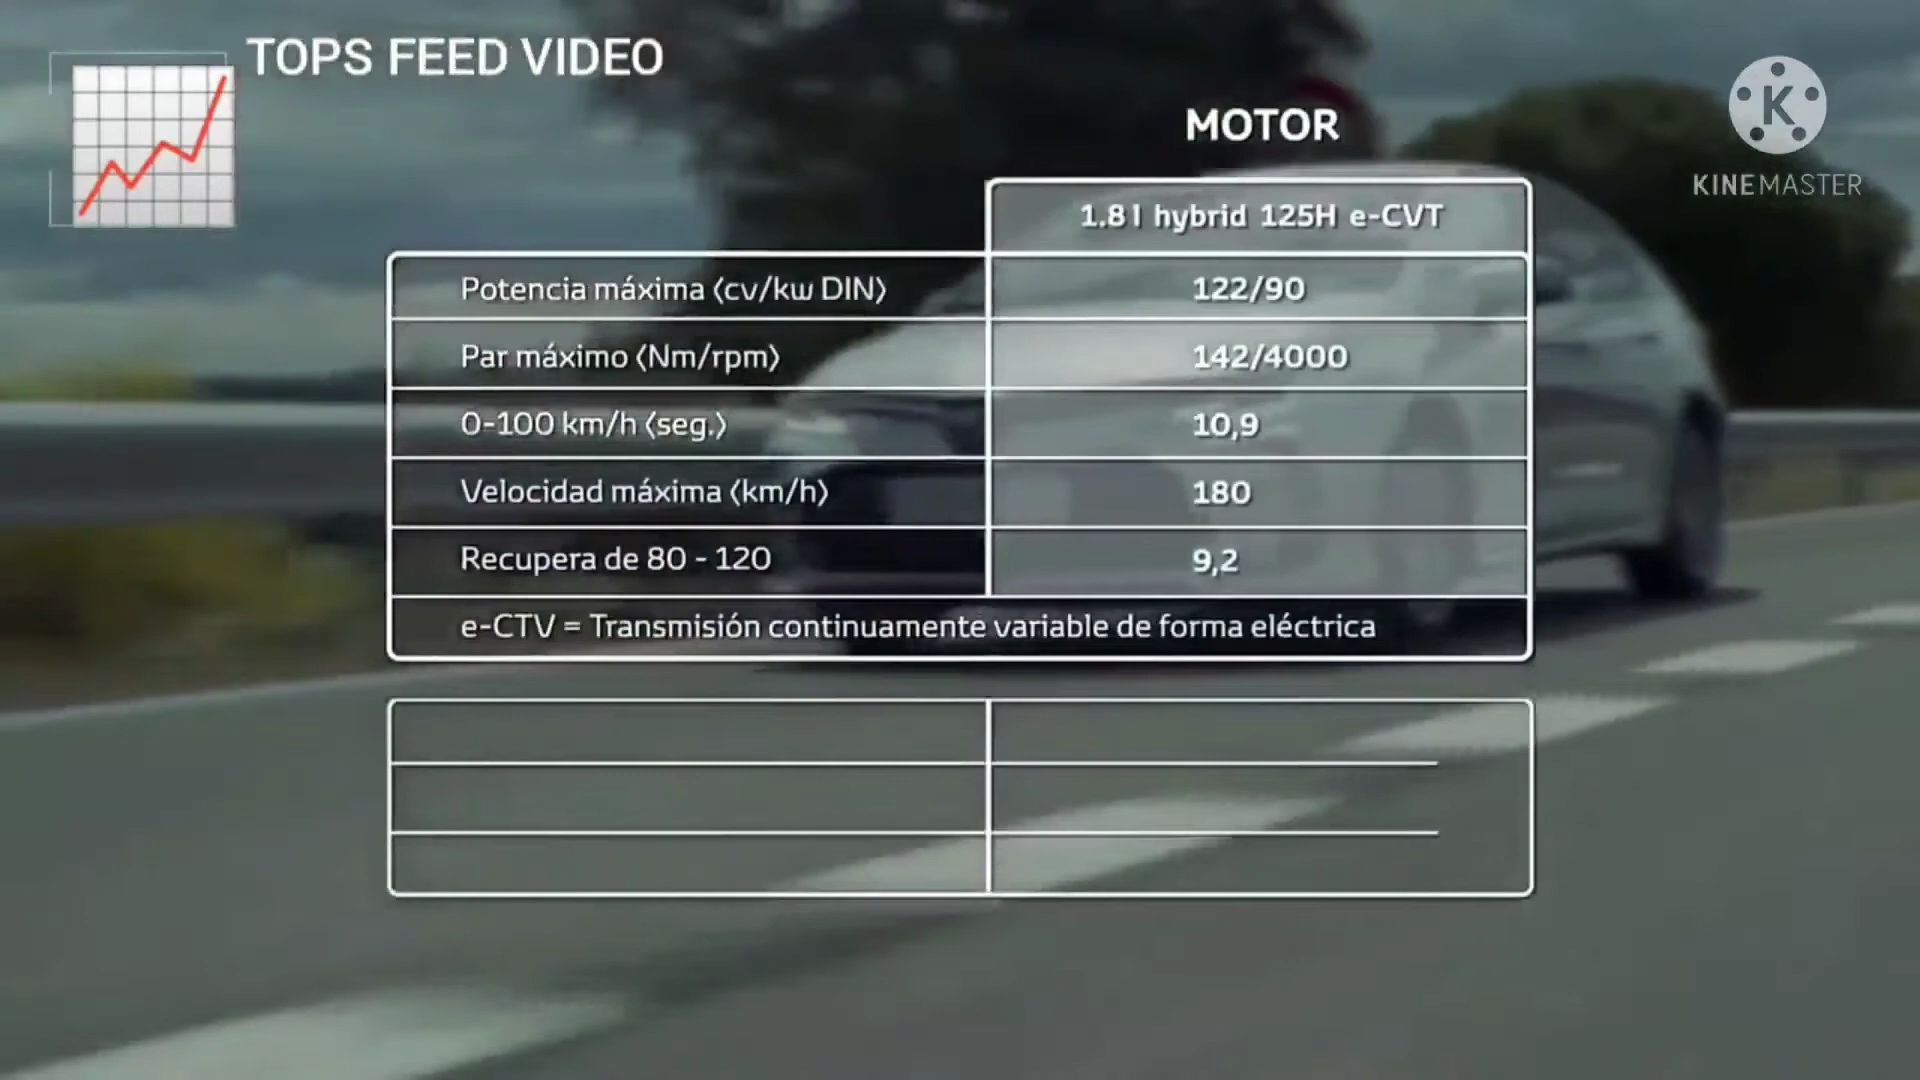 TOPS FEED VIDEO
K
KINEMASTER
MOTOR
1.8 l hybrid 125H e-CVT
Potencia máxima (cv/kw DIN) 122/90
Par máximo (Nm/rpm) 142/4000
0-100 km/h (seg.) 10,9
Velocidad máxima (km/h) 180
Recupera de 80 - 120 9,2
e-CTV = Transmisión continuamente variable de forma eléctrica